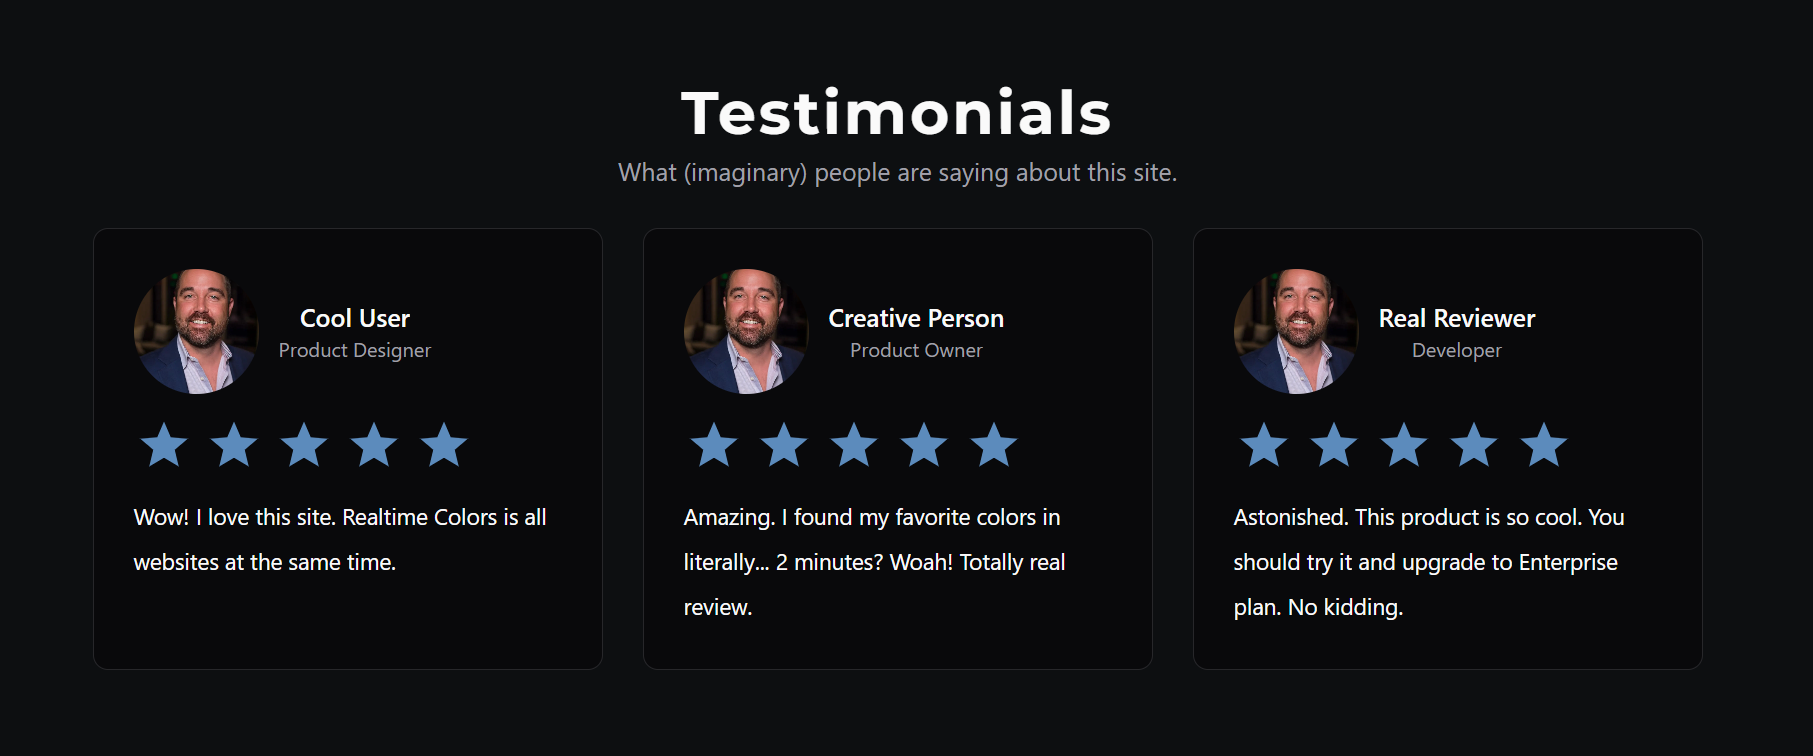 Testimonials
What (imaginary) people are saying about this site.
Cool User
Product Designer
Wow! I love this site. Realtime Colors is all
websites at the same time.
Creative Person
Product Owner
Amazing. I found my favorite colors in
literally... 2 minutes? Woah! Totally real
review.
Real Reviewer
Developer
Astonished. This product is so cool. You
should try it and upgrade to Enterprise
plan. No kidding.